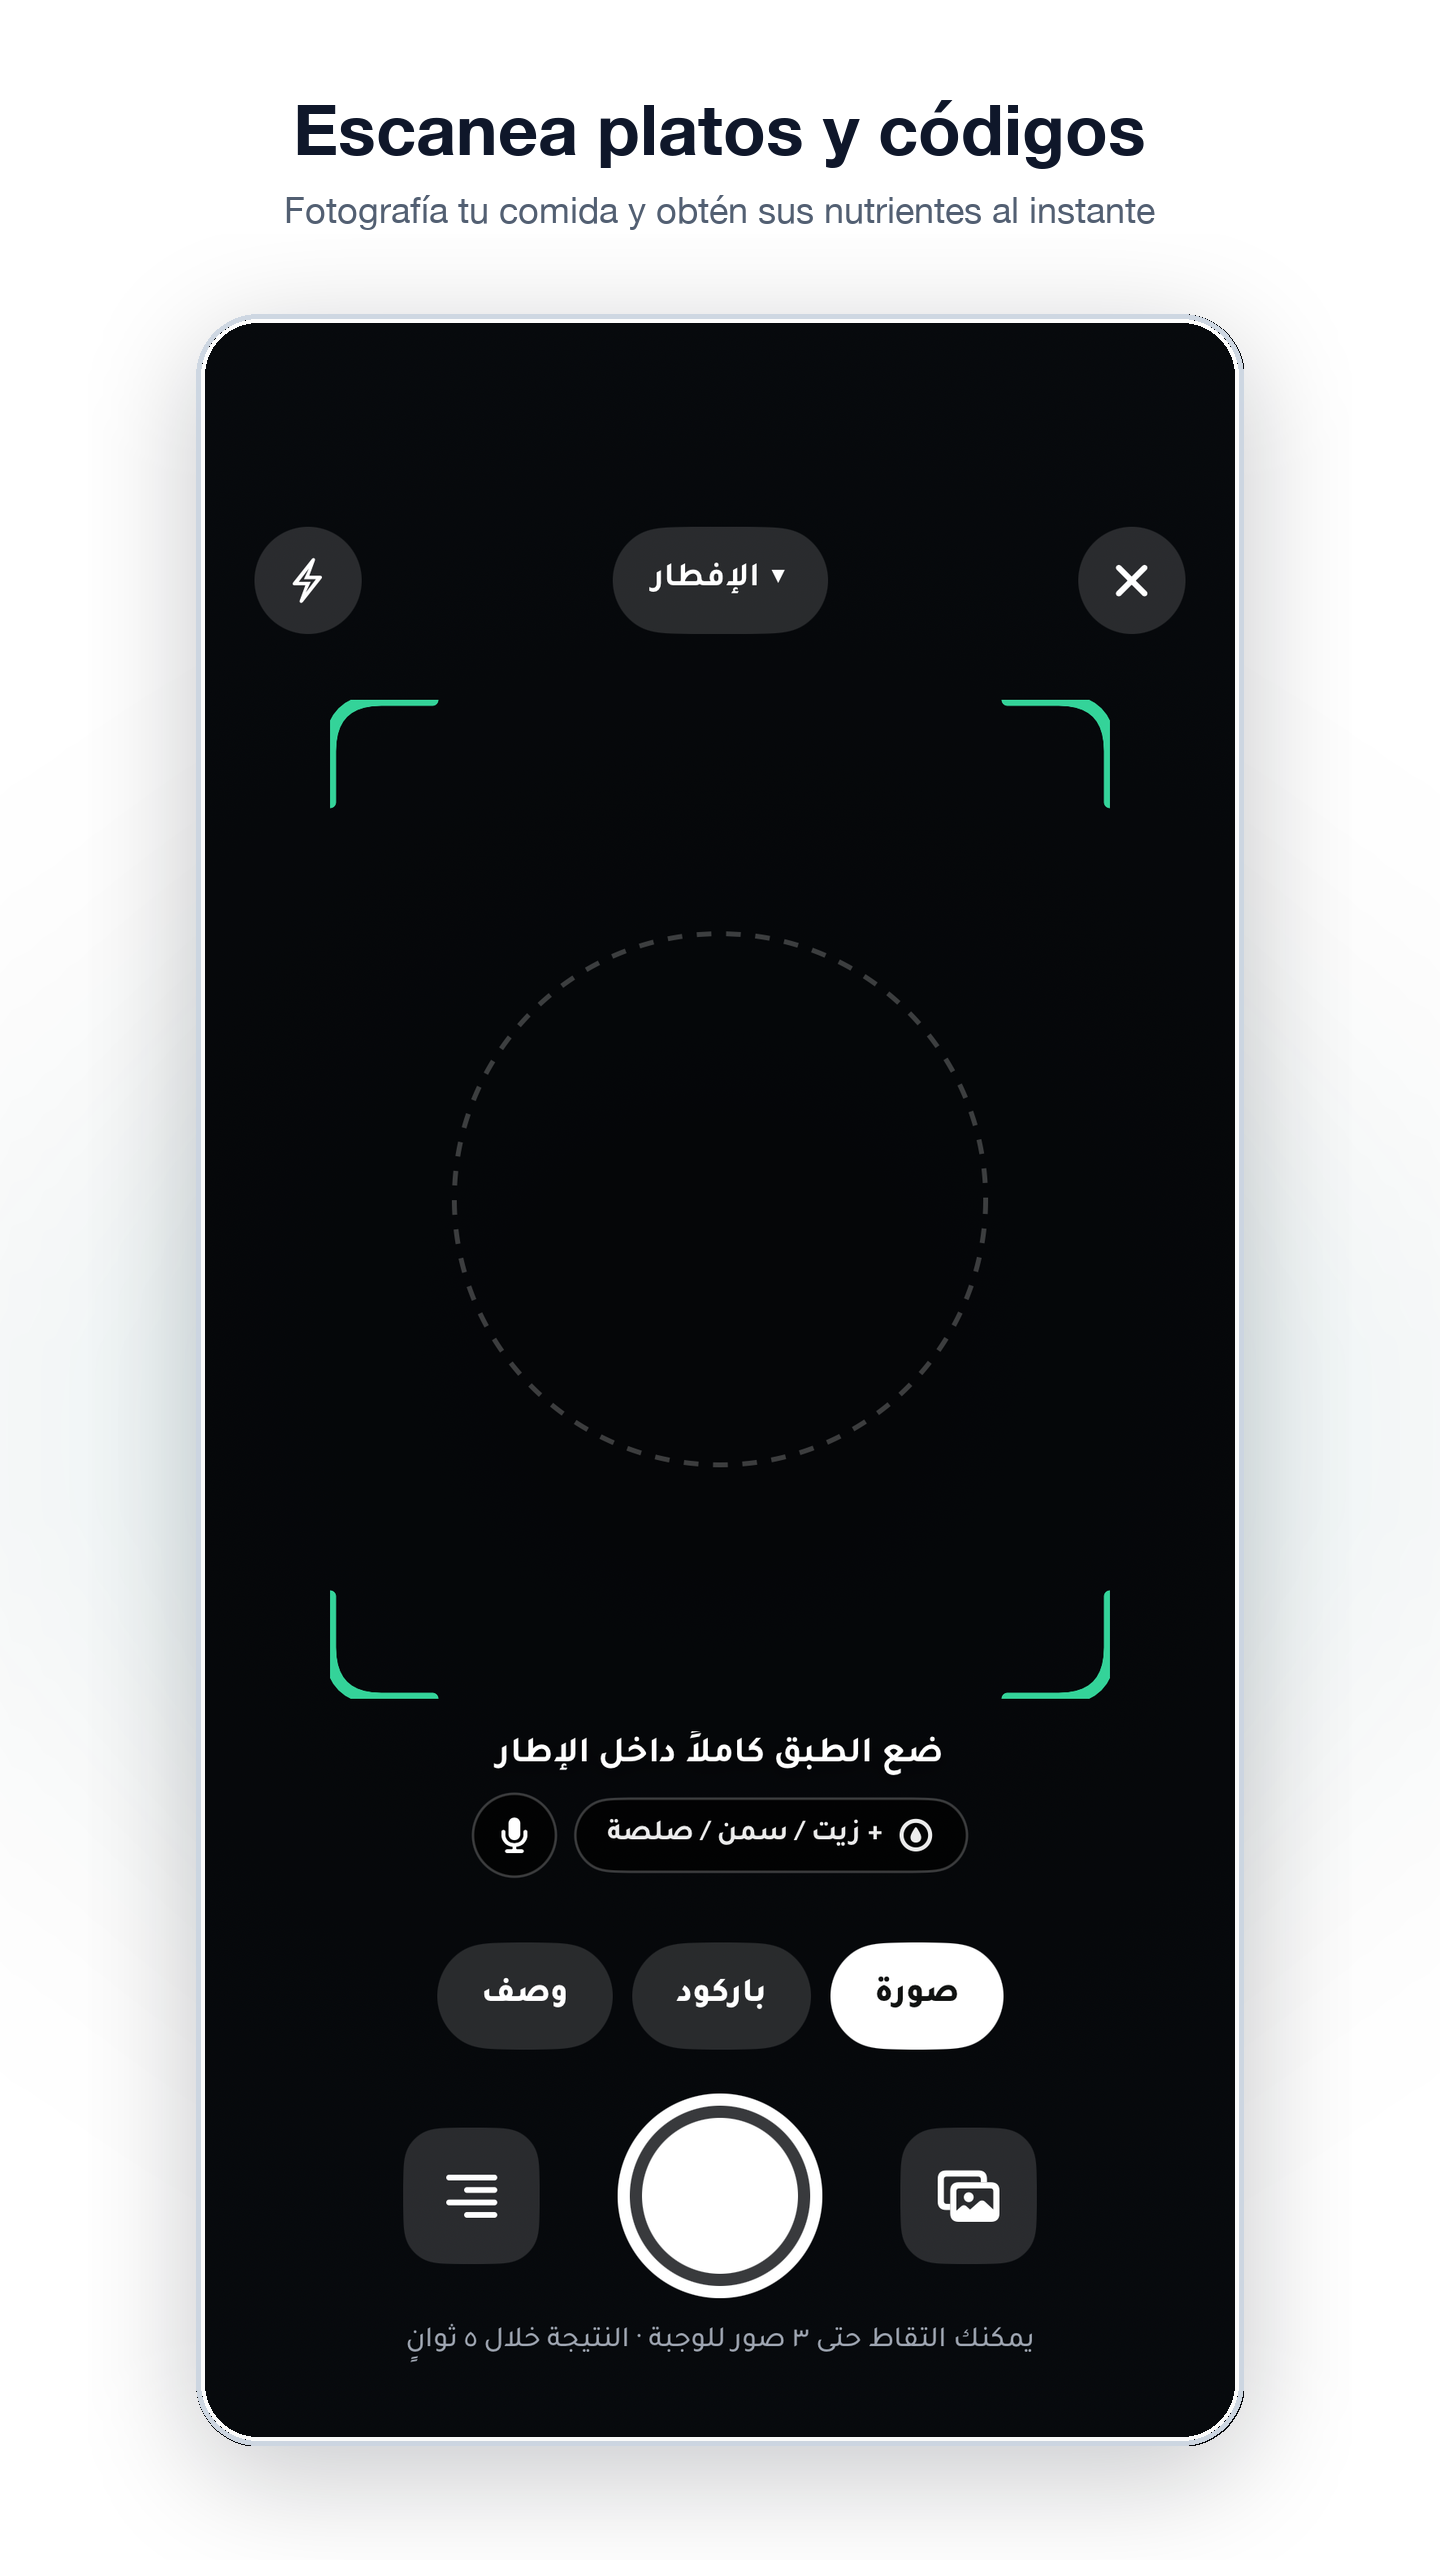 Escanea platos y códigos
Fotografía tu comida y obtén sus nutrientes al instante
الإفطار ▾
ضع الطبق كاملاً داخل الإطار
+ زيت / سمن / صلصة
صورة
باركود
وصف
يمكنك التقاط حتى ٣ صور للوجبة · النتيجة خلال ٥ ثوانٍ